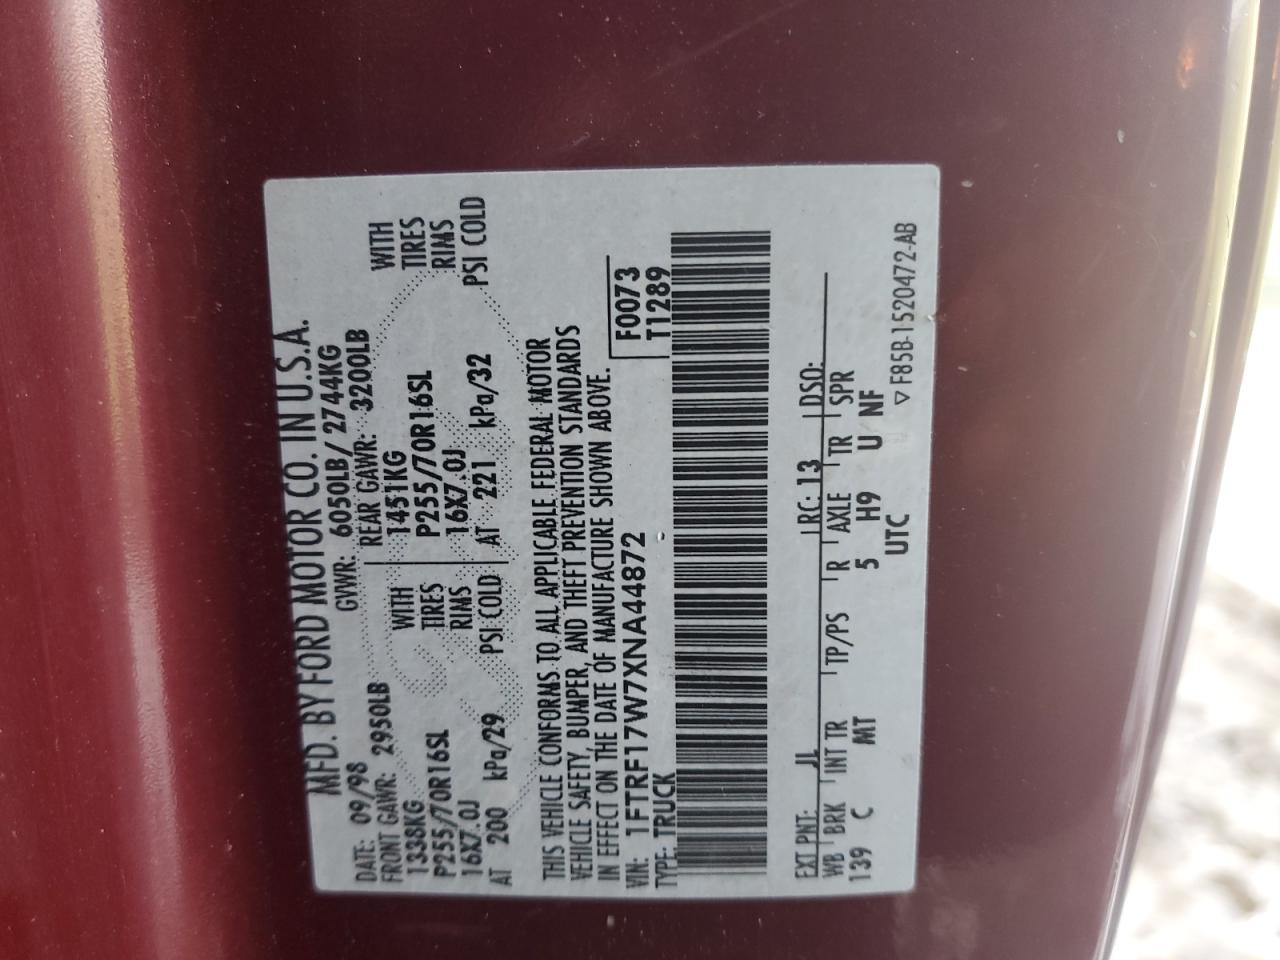 MFD. BY FORD MOTOR CO. IN U.S.A.
DATE: 09/98 GVWR: 6050LB/2744KG
FRONT GAWR: 2950LB REAR GAWR: 3200LB
1338KG WITH 1451KG WITH
P255/70R16SL TIRES P255/70R16SL TIRES
16X7.0J RIMS 16X7.0J RIMS
AT 200 kPa/29 PSI COLD AT 221 kPa/32 PSI COLD
THIS VEHICLE CONFORMS TO ALL APPLICABLE FEDERAL MOTOR
VEHICLE SAFETY, BUMPER, AND THEFT PREVENTION STANDARDS
IN EFFECT ON THE DATE OF MANUFACTURE SHOWN ABOVE.
F0073
VIN: 1FTRF17W7XNA44872 T1289
TYPE: TRUCK
EXT PNT: JL RC: 13 DSO:
WB BRK INT TR TP/PS R AXLE TR SPR
139 C MT 5 H9 U NF
UTC
▽ F85B-1520472-AB